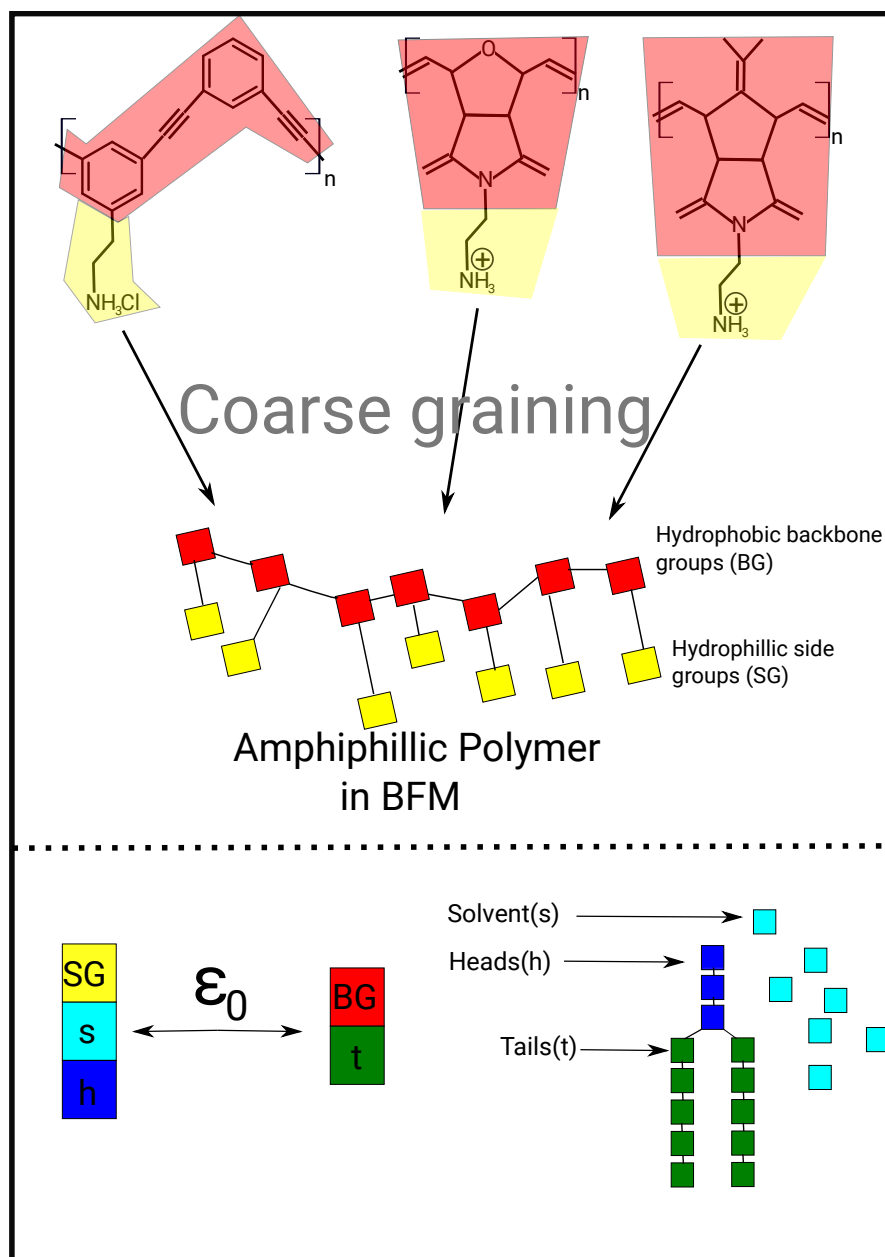 O
n
n
n
N
N
NH3Cl
NH3
+
NH3
+
Coarse graining
Hydrophobic backbone
groups (BG)
Hydrophillic side
groups (SG)
Amphiphillic Polymer
in BFM
Solvent(s)
Heads(h)
Tails(t)
SG
s
h
ε0
BG
t